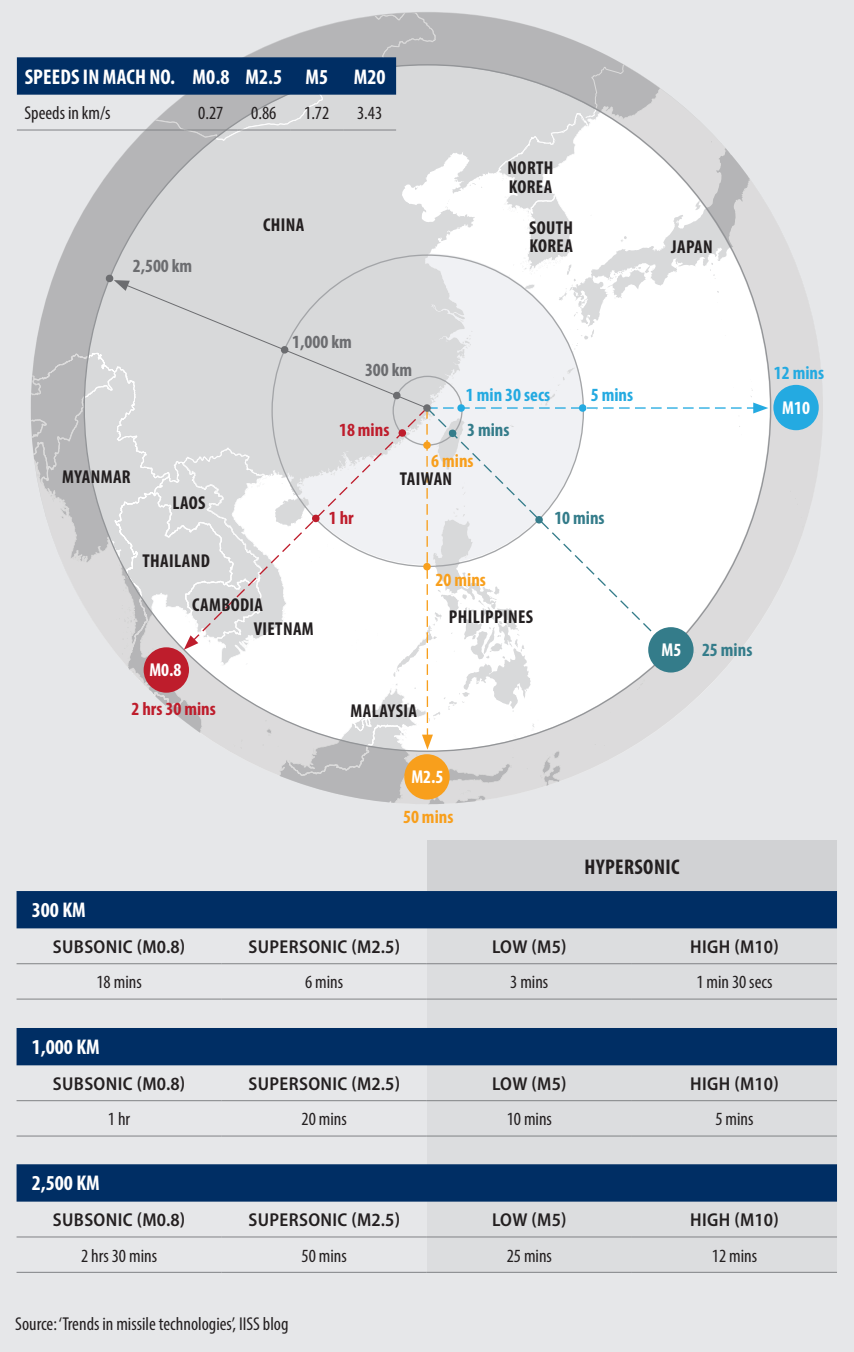 SPEEDS IN MACH NO. M0.8 M2.5 M5 M20
Speeds in km/s 0.27 0.86 1.72 3.43
NORTH
KOREA
CHINA
SOUTH
KOREA
JAPAN
2,500 km
1,000 km
300 km
12 mins
1 min 30 secs
5 mins
M10
18 mins
3 mins
6 mins
MYANMAR
TAIWAN
LAOS
1 hr
10 mins
THAILAND
20 mins
CAMBODIA
PHILIPPINES
VIETNAM
M0.8
M5
25 mins
2 hrs 30 mins
MALAYSIA
M2.5
50 mins
HYPERSONIC
300 KM
SUBSONIC (M0.8) SUPERSONIC (M2.5) LOW (M5) HIGH (M10)
18 mins 6 mins 3 mins 1 min 30 secs
1,000 KM
SUBSONIC (M0.8) SUPERSONIC (M2.5) LOW (M5) HIGH (M10)
1 hr 20 mins 10 mins 5 mins
2,500 KM
SUBSONIC (M0.8) SUPERSONIC (M2.5) LOW (M5) HIGH (M10)
2 hrs 30 mins 50 mins 25 mins 12 mins
Source: ‘Trends in missile technologies’, IISS blog